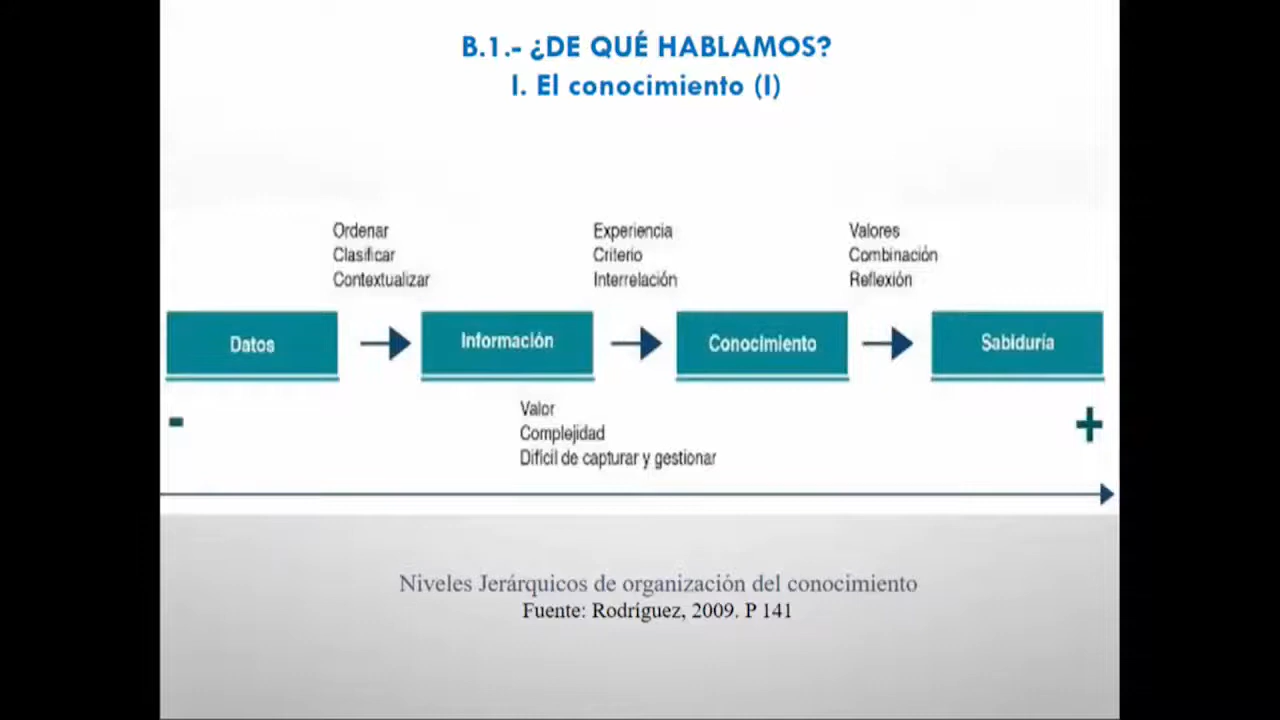 B.1.- ¿DE QUÉ HABLAMOS?
I. El conocimiento (I)
Ordenar
Clasificar
Contextualizar
Experiencia
Criterio
Interrelación
Valores
Combinación
Reflexión
Datos
Información
Conocimiento
Sabiduría
-
+
Valor
Complejidad
Difícil de capturar y gestionar
Niveles Jerárquicos de organización del conocimiento
Fuente: Rodríguez, 2009. P 141